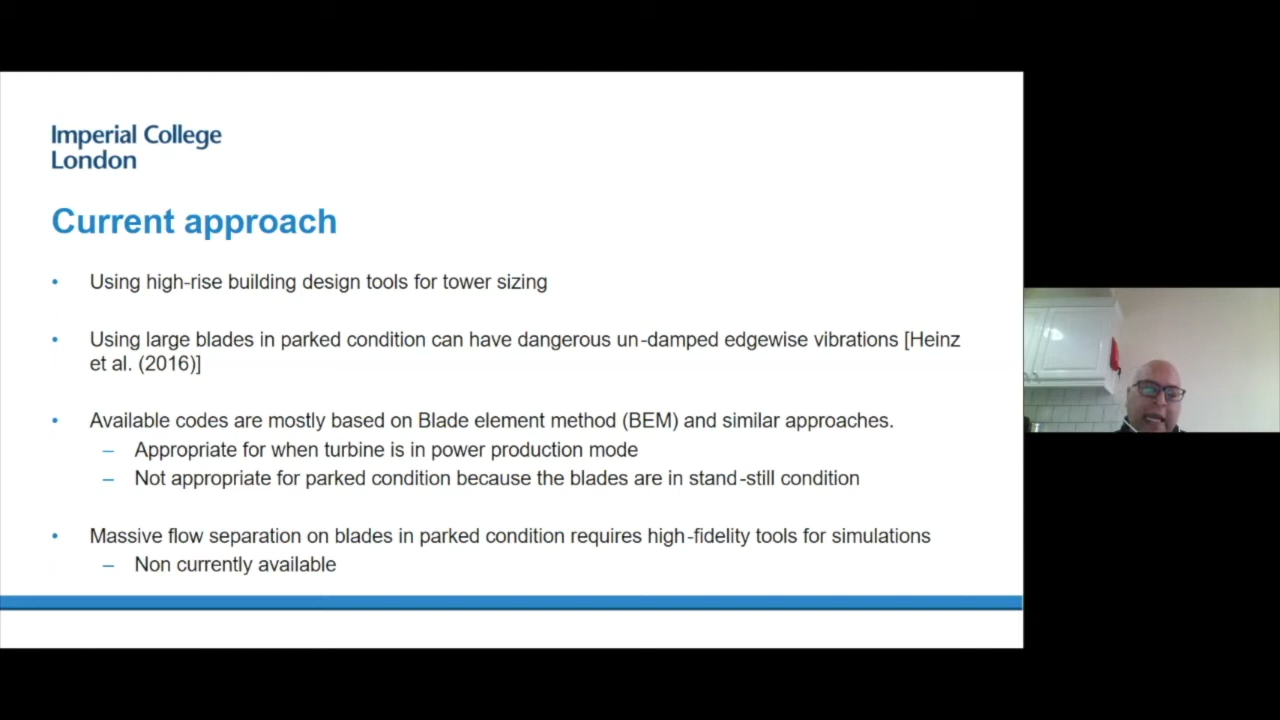 Imperial College
London
Current approach
• Using high-rise building design tools for tower sizing
• Using large blades in parked condition can have dangerous un-damped edgewise vibrations [Heinz
et al. (2016)]
• Available codes are mostly based on Blade element method (BEM) and similar approaches.
– Appropriate for when turbine is in power production mode
– Not appropriate for parked condition because the blades are in stand-still condition
• Massive flow separation on blades in parked condition requires high-fidelity tools for simulations
– Non currently available